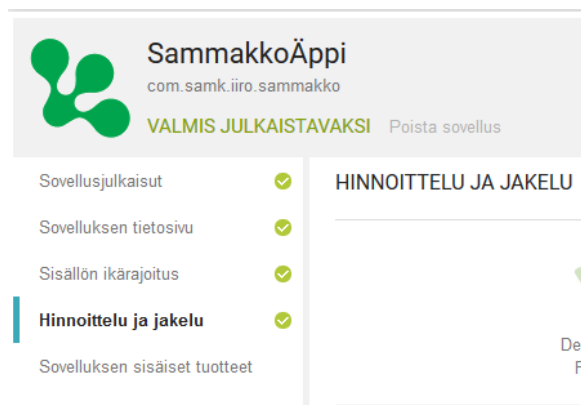 SammakkoÄppi
com.samk.iiro.sammakko
VALMIS JULKAISTAVAKSI Poista sovellus
Sovellusjulkaisut
Sovelluksen tietosivu
Sisällön ikärajoitus
Hinnoittelu ja jakelu
Sovelluksen sisäiset tuotteet
HINNOITTELU JA JAKELU
De
F